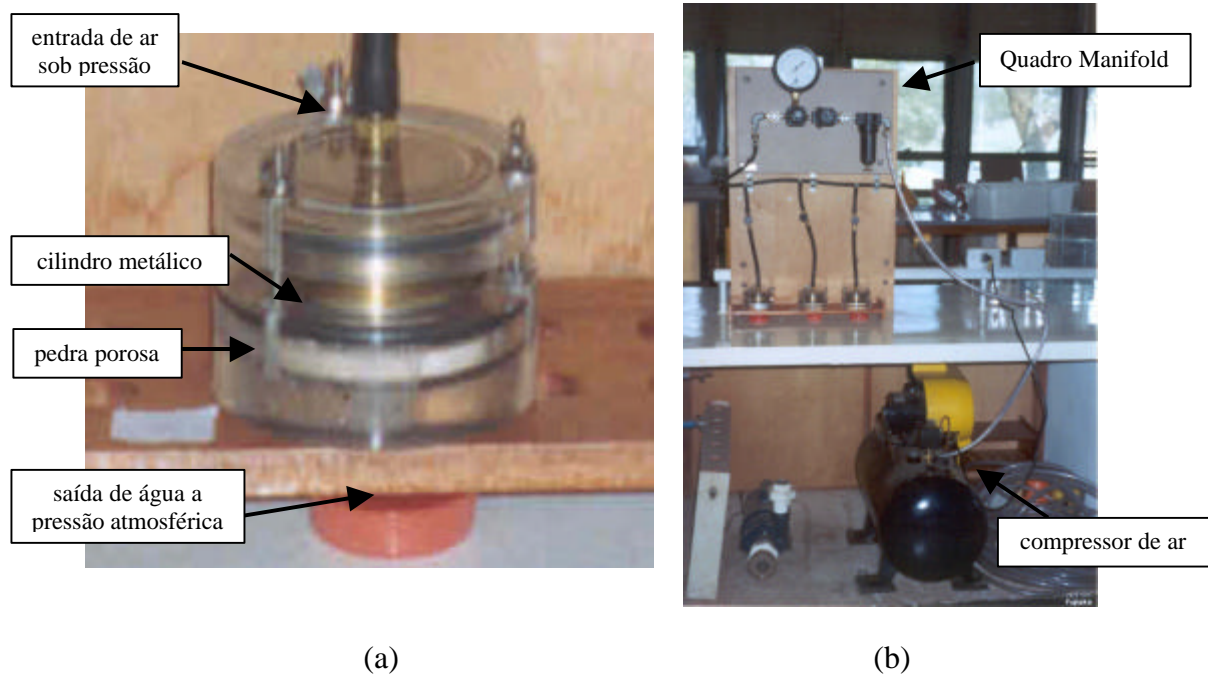 entrada de ar
sob pressão
cilindro metálico
pedra porosa
saída de água a
pressão atmosférica
Quadro Manifold
compressor de ar
(a)
(b)